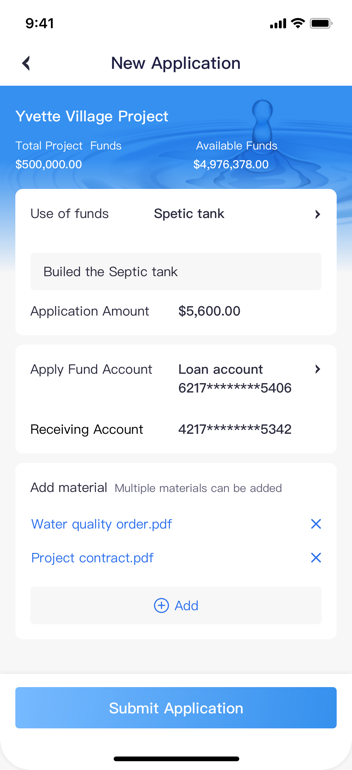 9:41
New Application
Yvette Village Project
Total Project Funds
Available Funds
$500,000.00
$4,976,378.00
Use of funds
Spetic tank
Builed the Septic tank
Application Amount
$5,600.00
Apply Fund Account
Loan account
6217********5406
Receiving Account
4217********5342
Add material Multiple materials can be added
Water quality order.pdf
Project contract.pdf
Add
Submit Application